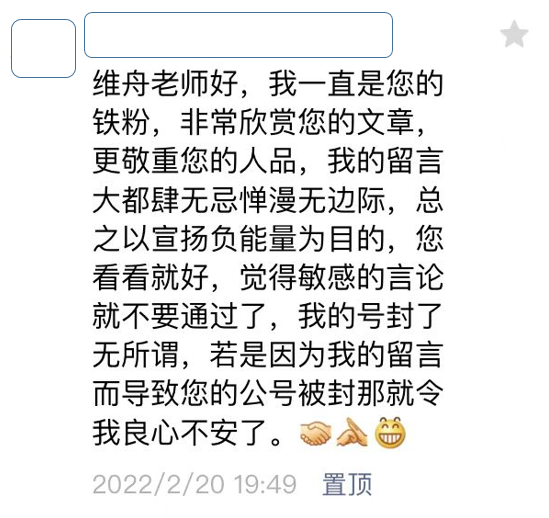 维舟老师好，我一直是您的
铁粉，非常欣赏您的文章，
更敬重您的人品，我的留言
大都肆无忌惮漫无边际，总
之以宣扬负能量为目的，您
看看就好，觉得敏感的言论
就不要通过了，我的号封了
无所谓，若是因为我的留言
而导致您的公号被封那就令
我良心不安了。🤝🙏😁
2022/2/20 19:49 置顶